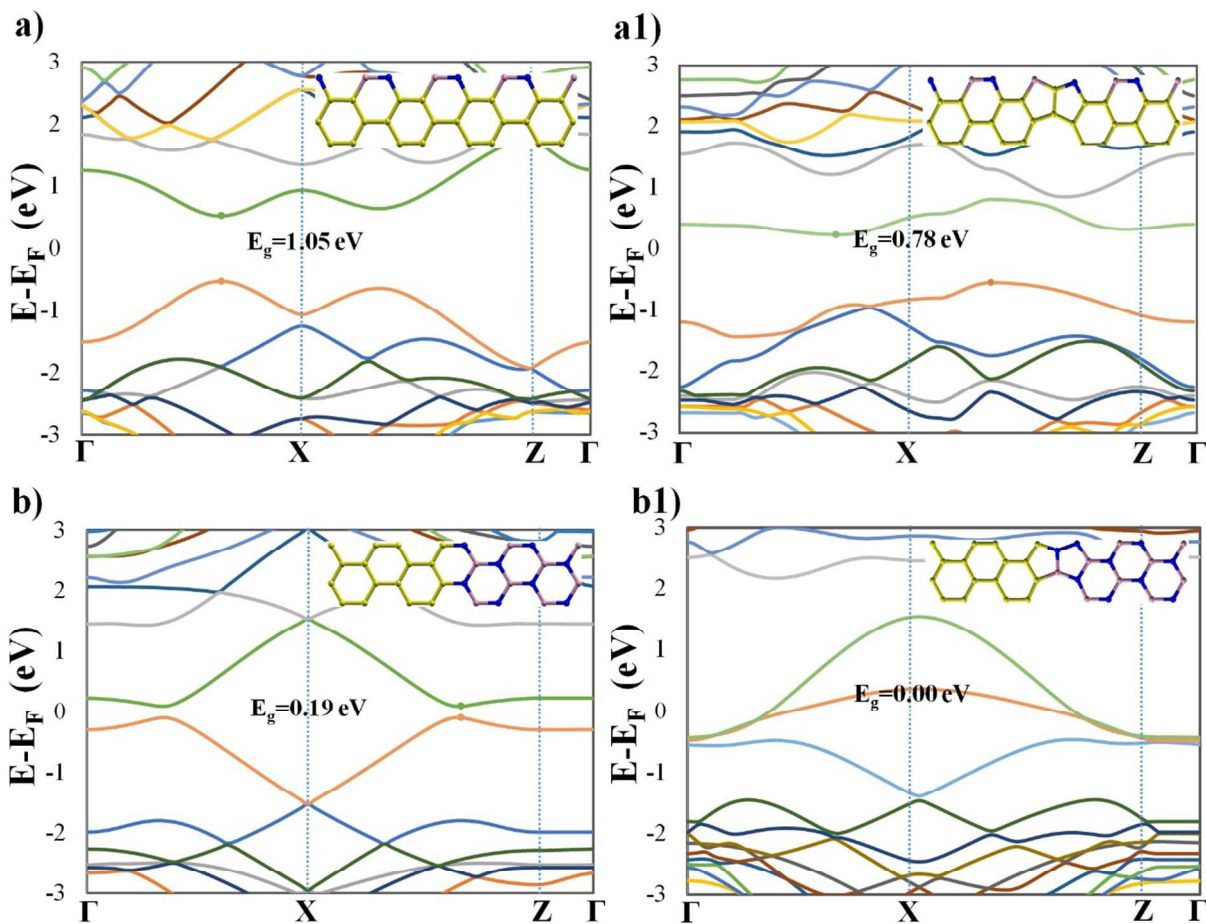 a)
a1)
E-E_F (eV)
3
2
1
0
-1
-2
-3
E_g=1.05 eV
Γ X Z Γ
E-E_F (eV)
3
2
1
0
-1
-2
-3
E_g=0.78 eV
Γ X Z Γ
b)
b1)
E-E_F (eV)
3
2
1
0
-1
-2
-3
E_g=0.19 eV
Γ X Z Γ
E-E_F (eV)
3
2
1
0
-1
-2
-3
E_g=0.00 eV
Γ X Z Γ